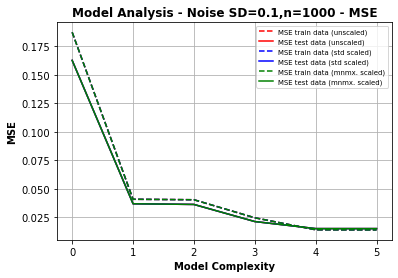 Model Analysis - Noise SD=0.1,n=1000 - MSE
MSE train data (unscaled)
MSE test data (unscaled)
MSE train data (std scaled)
MSE test data (std scaled)
MSE train data (mnmx. scaled)
MSE test data (mnmx. scaled)
MSE
0.175
0.150
0.125
0.100
0.075
0.050
0.025
0 1 2 3 4 5
Model Complexity